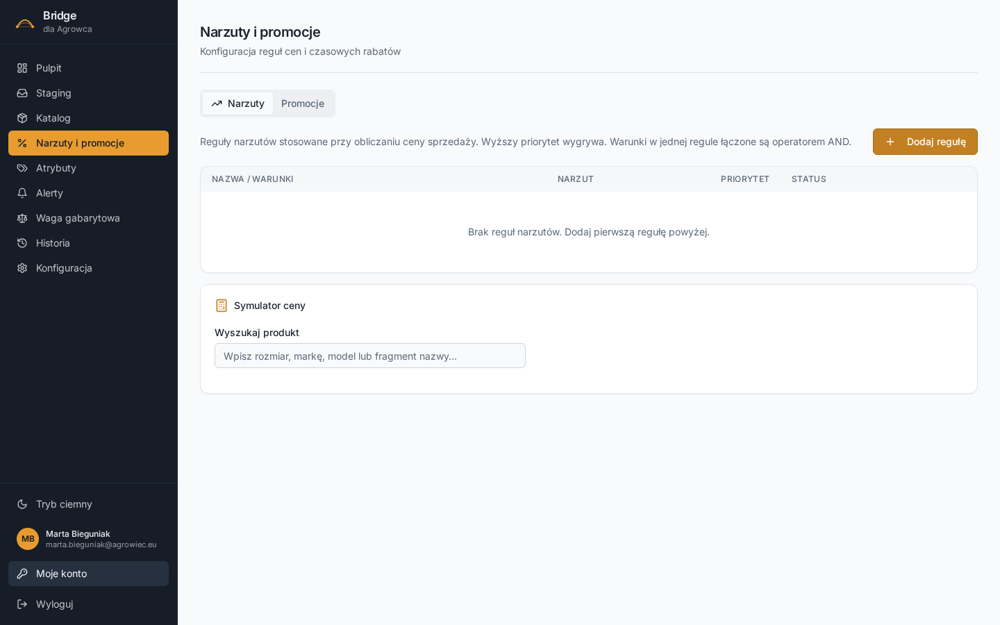 Bridge
dla Agrowca
Pulpit
Staging
Katalog
Narzuty i promocje
Atrybuty
Alerty
Waga gabarytowa
Historia
Konfiguracja
Tryb ciemny
MB
Marta Bieguniak
marta.bieguniak@agrowiec.eu
Moje konto
Wyloguj
Narzuty i promocje
Konfiguracja reguł cen i czasowych rabatów
Narzuty Promocje
Reguły narzutów stosowane przy obliczaniu ceny sprzedaży. Wyższy priorytet wygrywa. Warunki w jednej regule łączone są operatorem AND.
Dodaj regułę
NAZWA / WARUNKI NARZUT PRIORYTET STATUS
Brak reguł narzutów. Dodaj pierwszą regułę powyżej.
Symulator ceny
Wyszukaj produkt
Wpisz rozmiar, markę, model lub fragment nazwy...